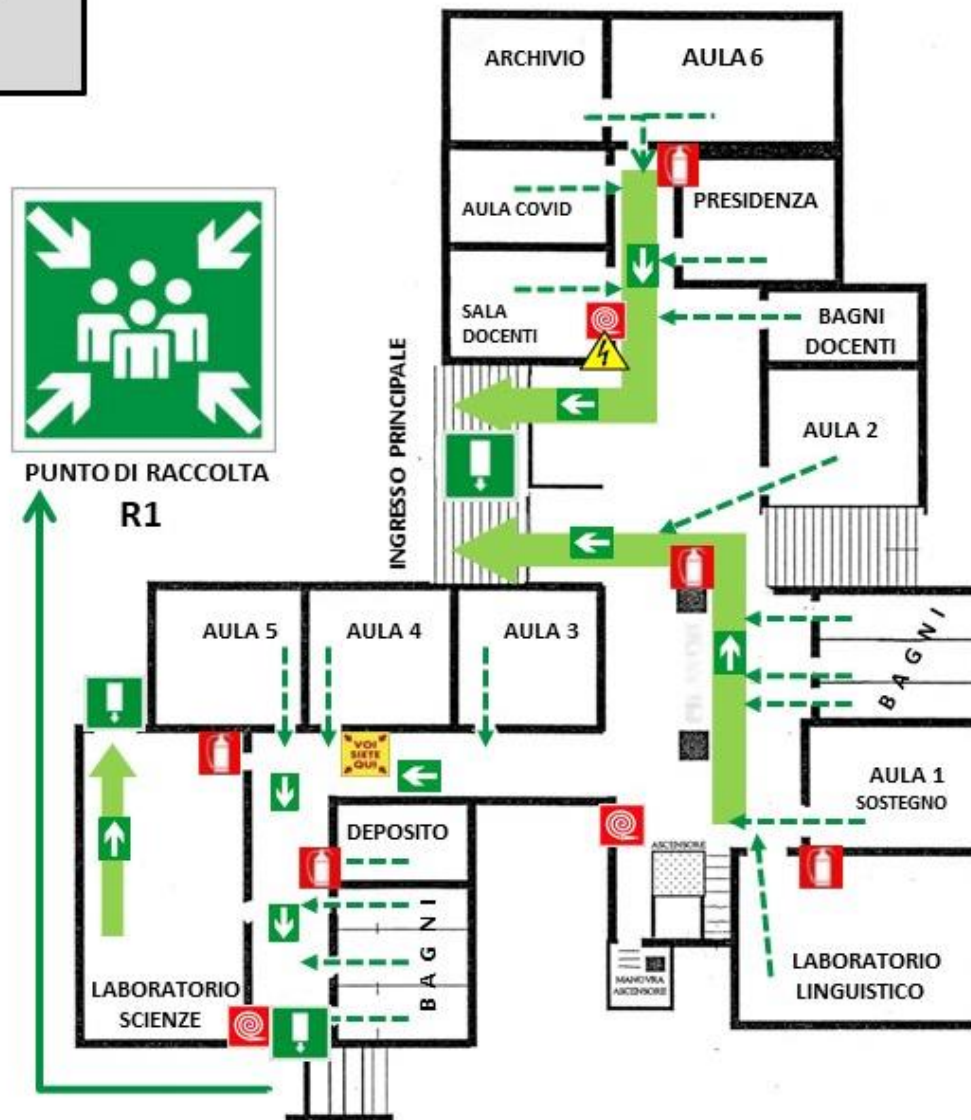 ARCHIVIO
AULA 6
AULA COVID
PRESIDENZA
SALA
DOCENTI
BAGNI
DOCENTI
INGRESSO PRINCIPALE
AULA 2
PUNTO DI RACCOLTA
R1
AULA 5
AULA 4
AULA 3
BAGNI
VOI
SIETE
QUI
AULA 1
SOSTEGNO
DEPOSITO
ASCENSORE
BAGNI
LABORATORIO
SCIENZE
MANOVRA
ASCENSORE
LABORATORIO
LINGUISTICO